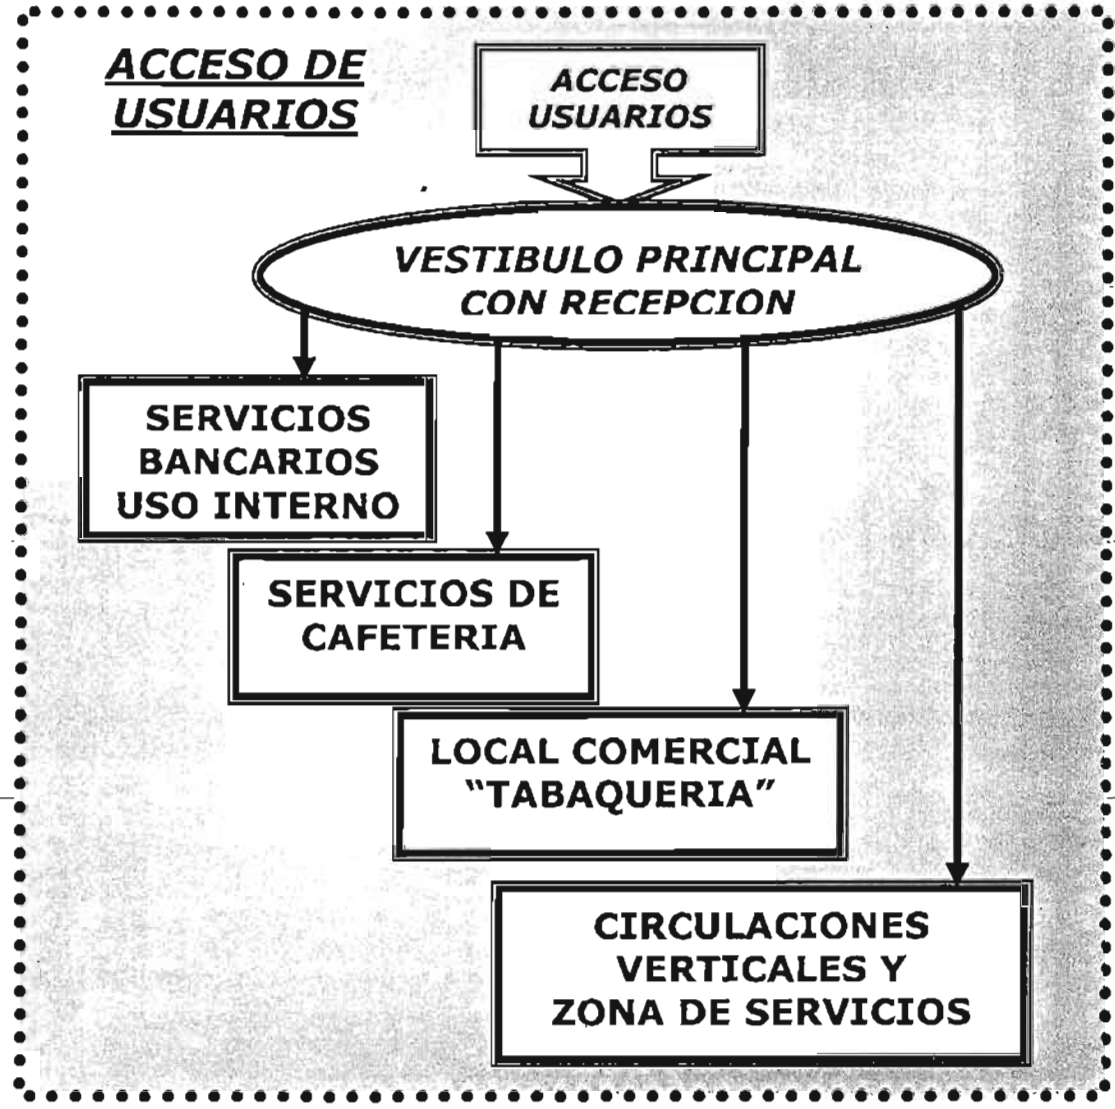 ACCESO DE
USUARIOS
ACCESO
USUARIOS
VESTIBULO PRINCIPAL
CON RECEPCION
SERVICIOS
BANCARIOS
USO INTERNO
SERVICIOS DE
CAFETERIA
LOCAL COMERCIAL
“TABAQUERIA”
CIRCULACIONES
VERTICALES Y
ZONA DE SERVICIOS